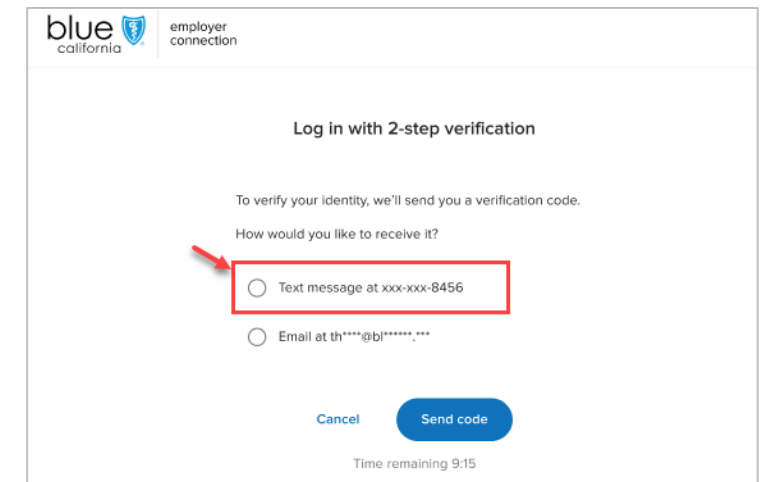 blue
california
employer
connection
Log in with 2-step verification
To verify your identity, we'll send you a verification code.
How would you like to receive it?
Text message at xxx-xxx-8456
Email at th****@bl******.***
Cancel
Send code
Time remaining 9:15